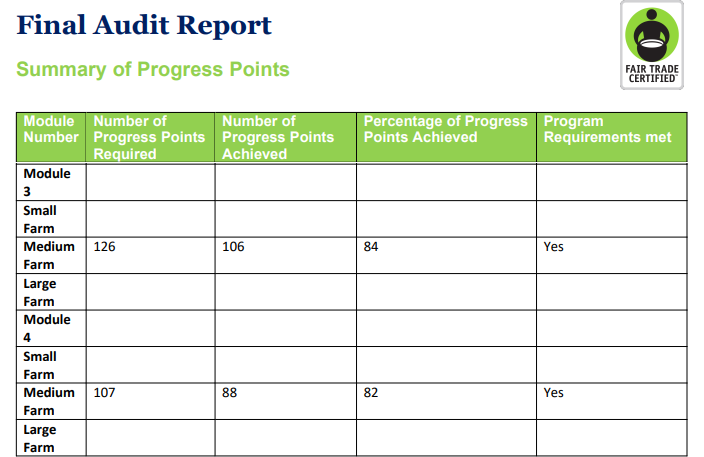 Final Audit Report
FAIR TRADE
CERTIFIED
Summary of Progress Points
Module Number of Number of Percentage of Progress Program
Number Progress Points Progress Points Points Achieved Requirements met
Required Achieved
Module
3
Small
Farm
Medium 126 106 84 Yes
Farm
Large
Farm
Module
4
Small
Farm
Medium 107 88 82 Yes
Farm
Large
Farm